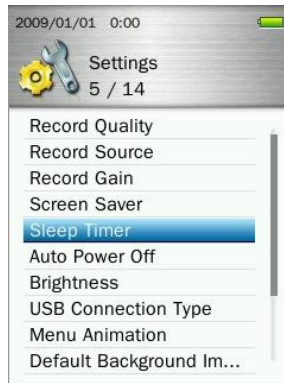 2009/01/01 0:00
Settings
5 / 14
Record Quality
Record Source
Record Gain
Screen Saver
Sleep Timer
Auto Power Off
Brightness
USB Connection Type
Menu Animation
Default Background Im...